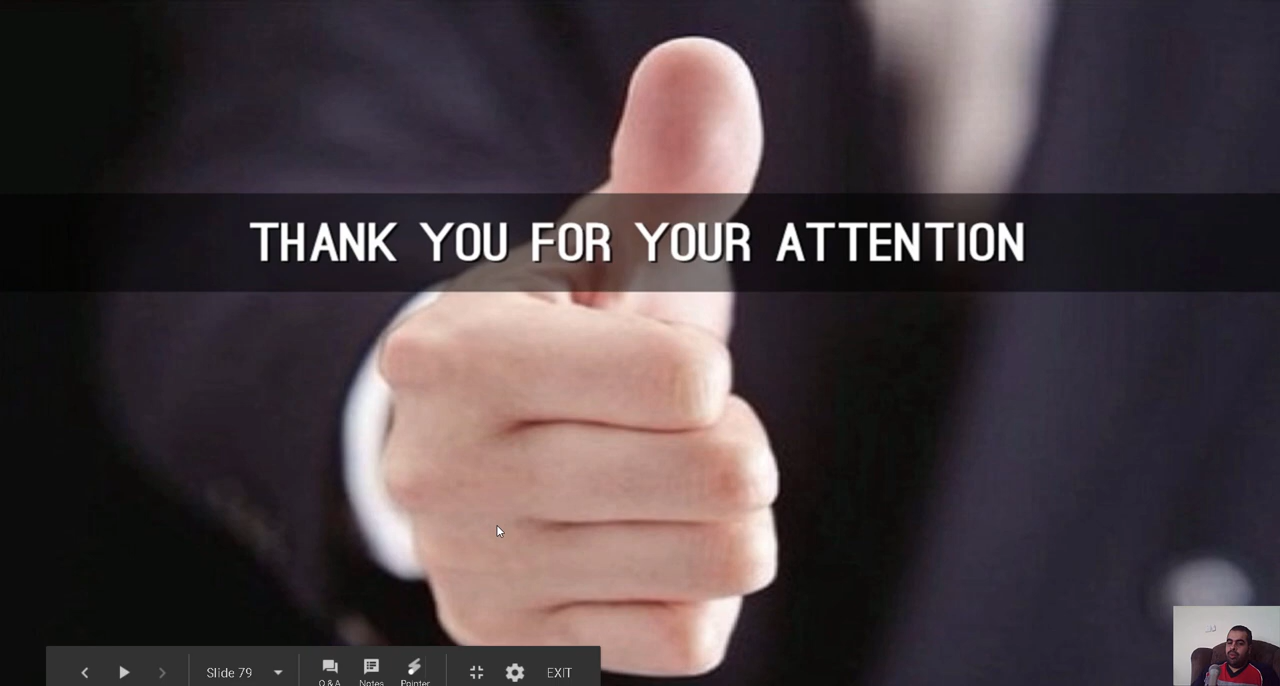 THANK YOU FOR YOUR ATTENTION
Slide 79
Q & A
Notes
Pointer
EXIT